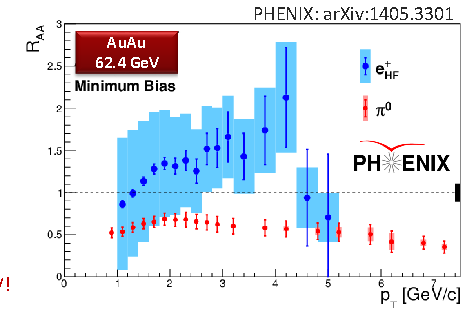 PHENIX: arXiv:1405.3301
R_AA
AuAu
62.4 GeV
Minimum Bias
e⁺_HF
π⁰
PHENIX
3
2.5
2
1.5
1
0.5
0
0 1 2 3 4 5 6 7
p_T [GeV/c]
!